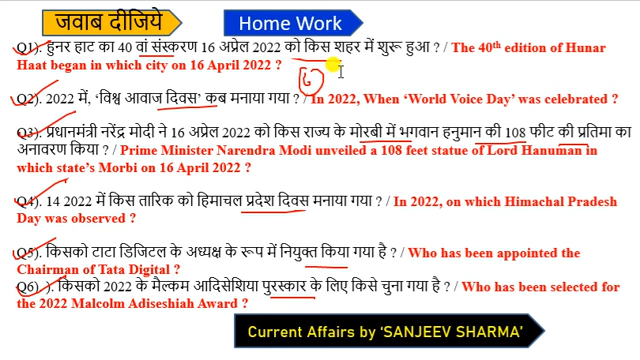 जवाब दीजिये
Home Work
Q1). हुनर हाट का 40 वां संस्करण 16 अप्रेल 2022 को किस शहर में शुरू हुआ ? / The 40th edition of Hunar
Haat began in which city on 16 April 2022 ?
Q2). 2022 में, ‘विश्व आवाज दिवस’ कब मनाया गया ? / In 2022, When ‘World Voice Day’ was celebrated ?
Q3). प्रधानमंत्री नरेंद्र मोदी ने 16 अप्रेल 2022 को किस राज्य के मोरबी में भगवान हनुमान की 108 फीट की प्रतिमा का
अनावरण किया ? / Prime Minister Narendra Modi unveiled a 108 feet statue of Lord Hanuman in
which state’s Morbi on 16 April 2022 ?
Q4). 14 2022 में किस तारिक को हिमाचल प्रदेश दिवस मनाया गया ? / In 2022, on which Himachal Pradesh
Day was observed ?
Q5). किसको टाटा डिजिटल के अध्यक्ष के रूप में नियुक्त किया गया है ? / Who has been appointed the
Chairman of Tata Digital ?
Q6) ). किसको 2022 के मैल्कम आदिसेशिया पुरस्कार के लिए किसे चुना गया है ? / Who has been selected for
the 2022 Malcolm Adiseshiah Award ?
Current Affairs by ‘SANJEEV SHARMA’